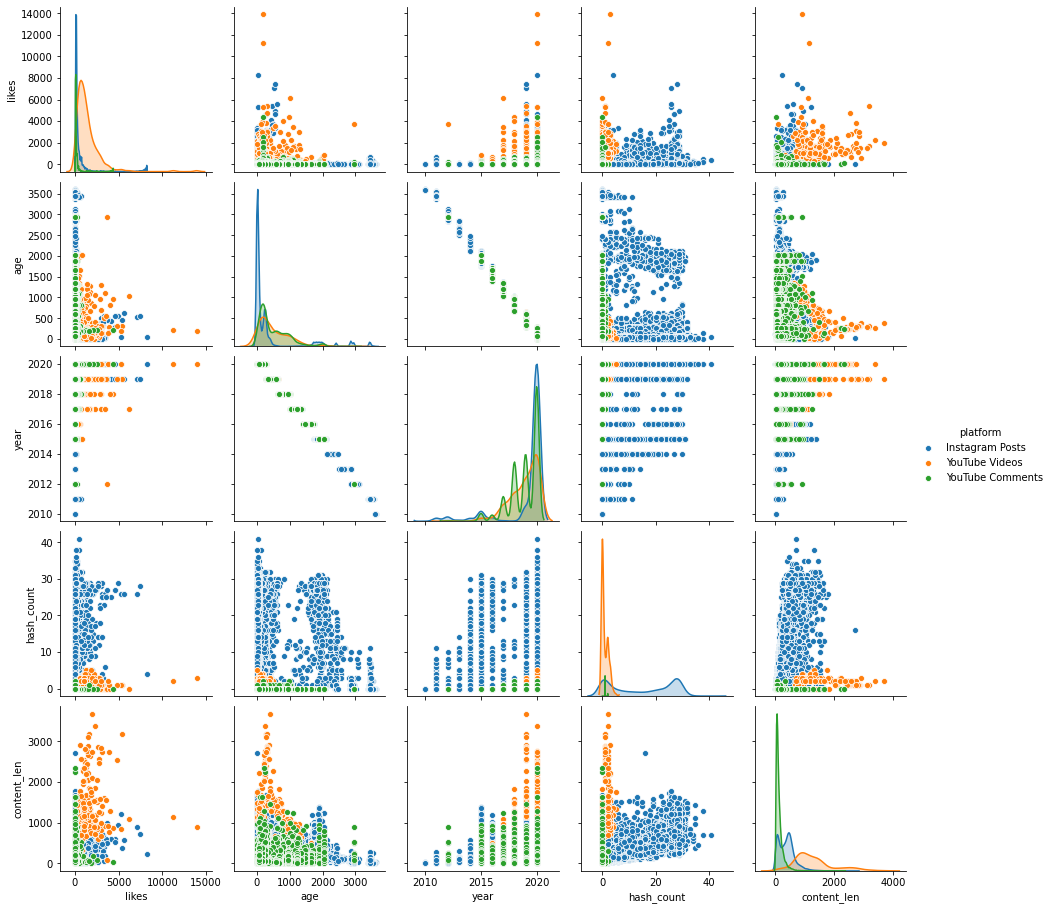 14000
12000
10000
8000
6000
4000
2000
0
likes
3500
3000
2500
2000
1500
1000
500
0
age
2020
2018
2016
2014
2012
2010
year
platform
Instagram Posts
YouTube Videos
YouTube Comments
40
30
20
10
0
hash_count
3000
2000
1000
0
content_len
0 5000 10000 15000
0 1000 2000 3000
2010 2015 2020
0 20 40
0 2000 4000
likes age year hash_count content_len